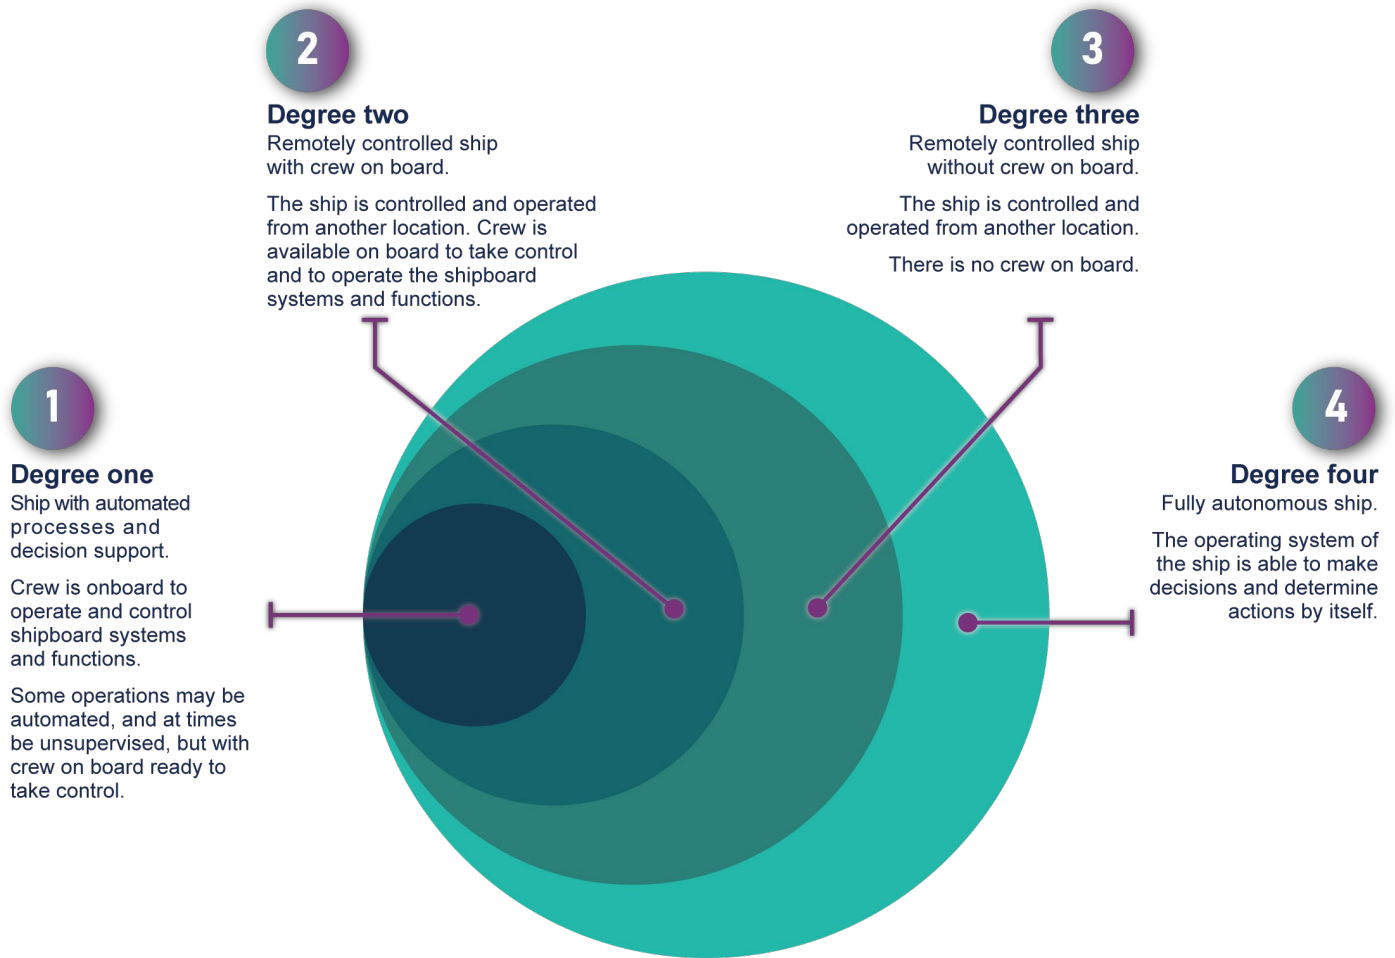 1
Degree one
Ship with automated
processes and
decision support.
Crew is onboard to
operate and control
shipboard systems
and functions.
Some operations may be
automated, and at times
be unsupervised, but with
crew on board ready to
take control.
2
Degree two
Remotely controlled ship
with crew on board.
The ship is controlled and operated
from another location. Crew is
available on board to take control
and to operate the shipboard
systems and functions.
3
Degree three
Remotely controlled ship
without crew on board.
The ship is controlled and
operated from another location.
There is no crew on board.
4
Degree four
Fully autonomous ship.
The operating system of
the ship is able to make
decisions and determine
actions by itself.